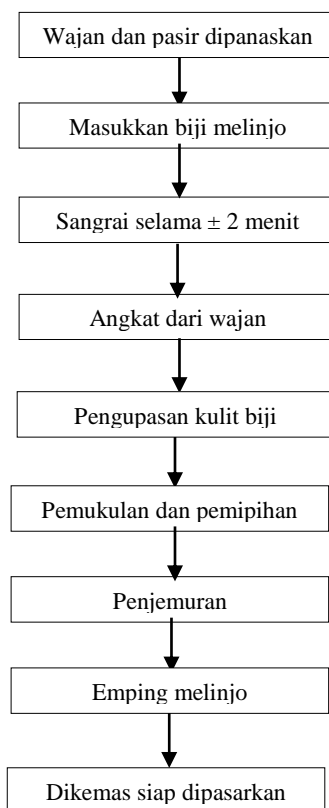 Wajan dan pasir dipanaskan
Masukkan biji melinjo
Sangrai selama ± 2 menit
Angkat dari wajan
Pengupasan kulit biji
Pemukulan dan pemipihan
Penjemuran
Emping melinjo
Dikemas siap dipasarkan